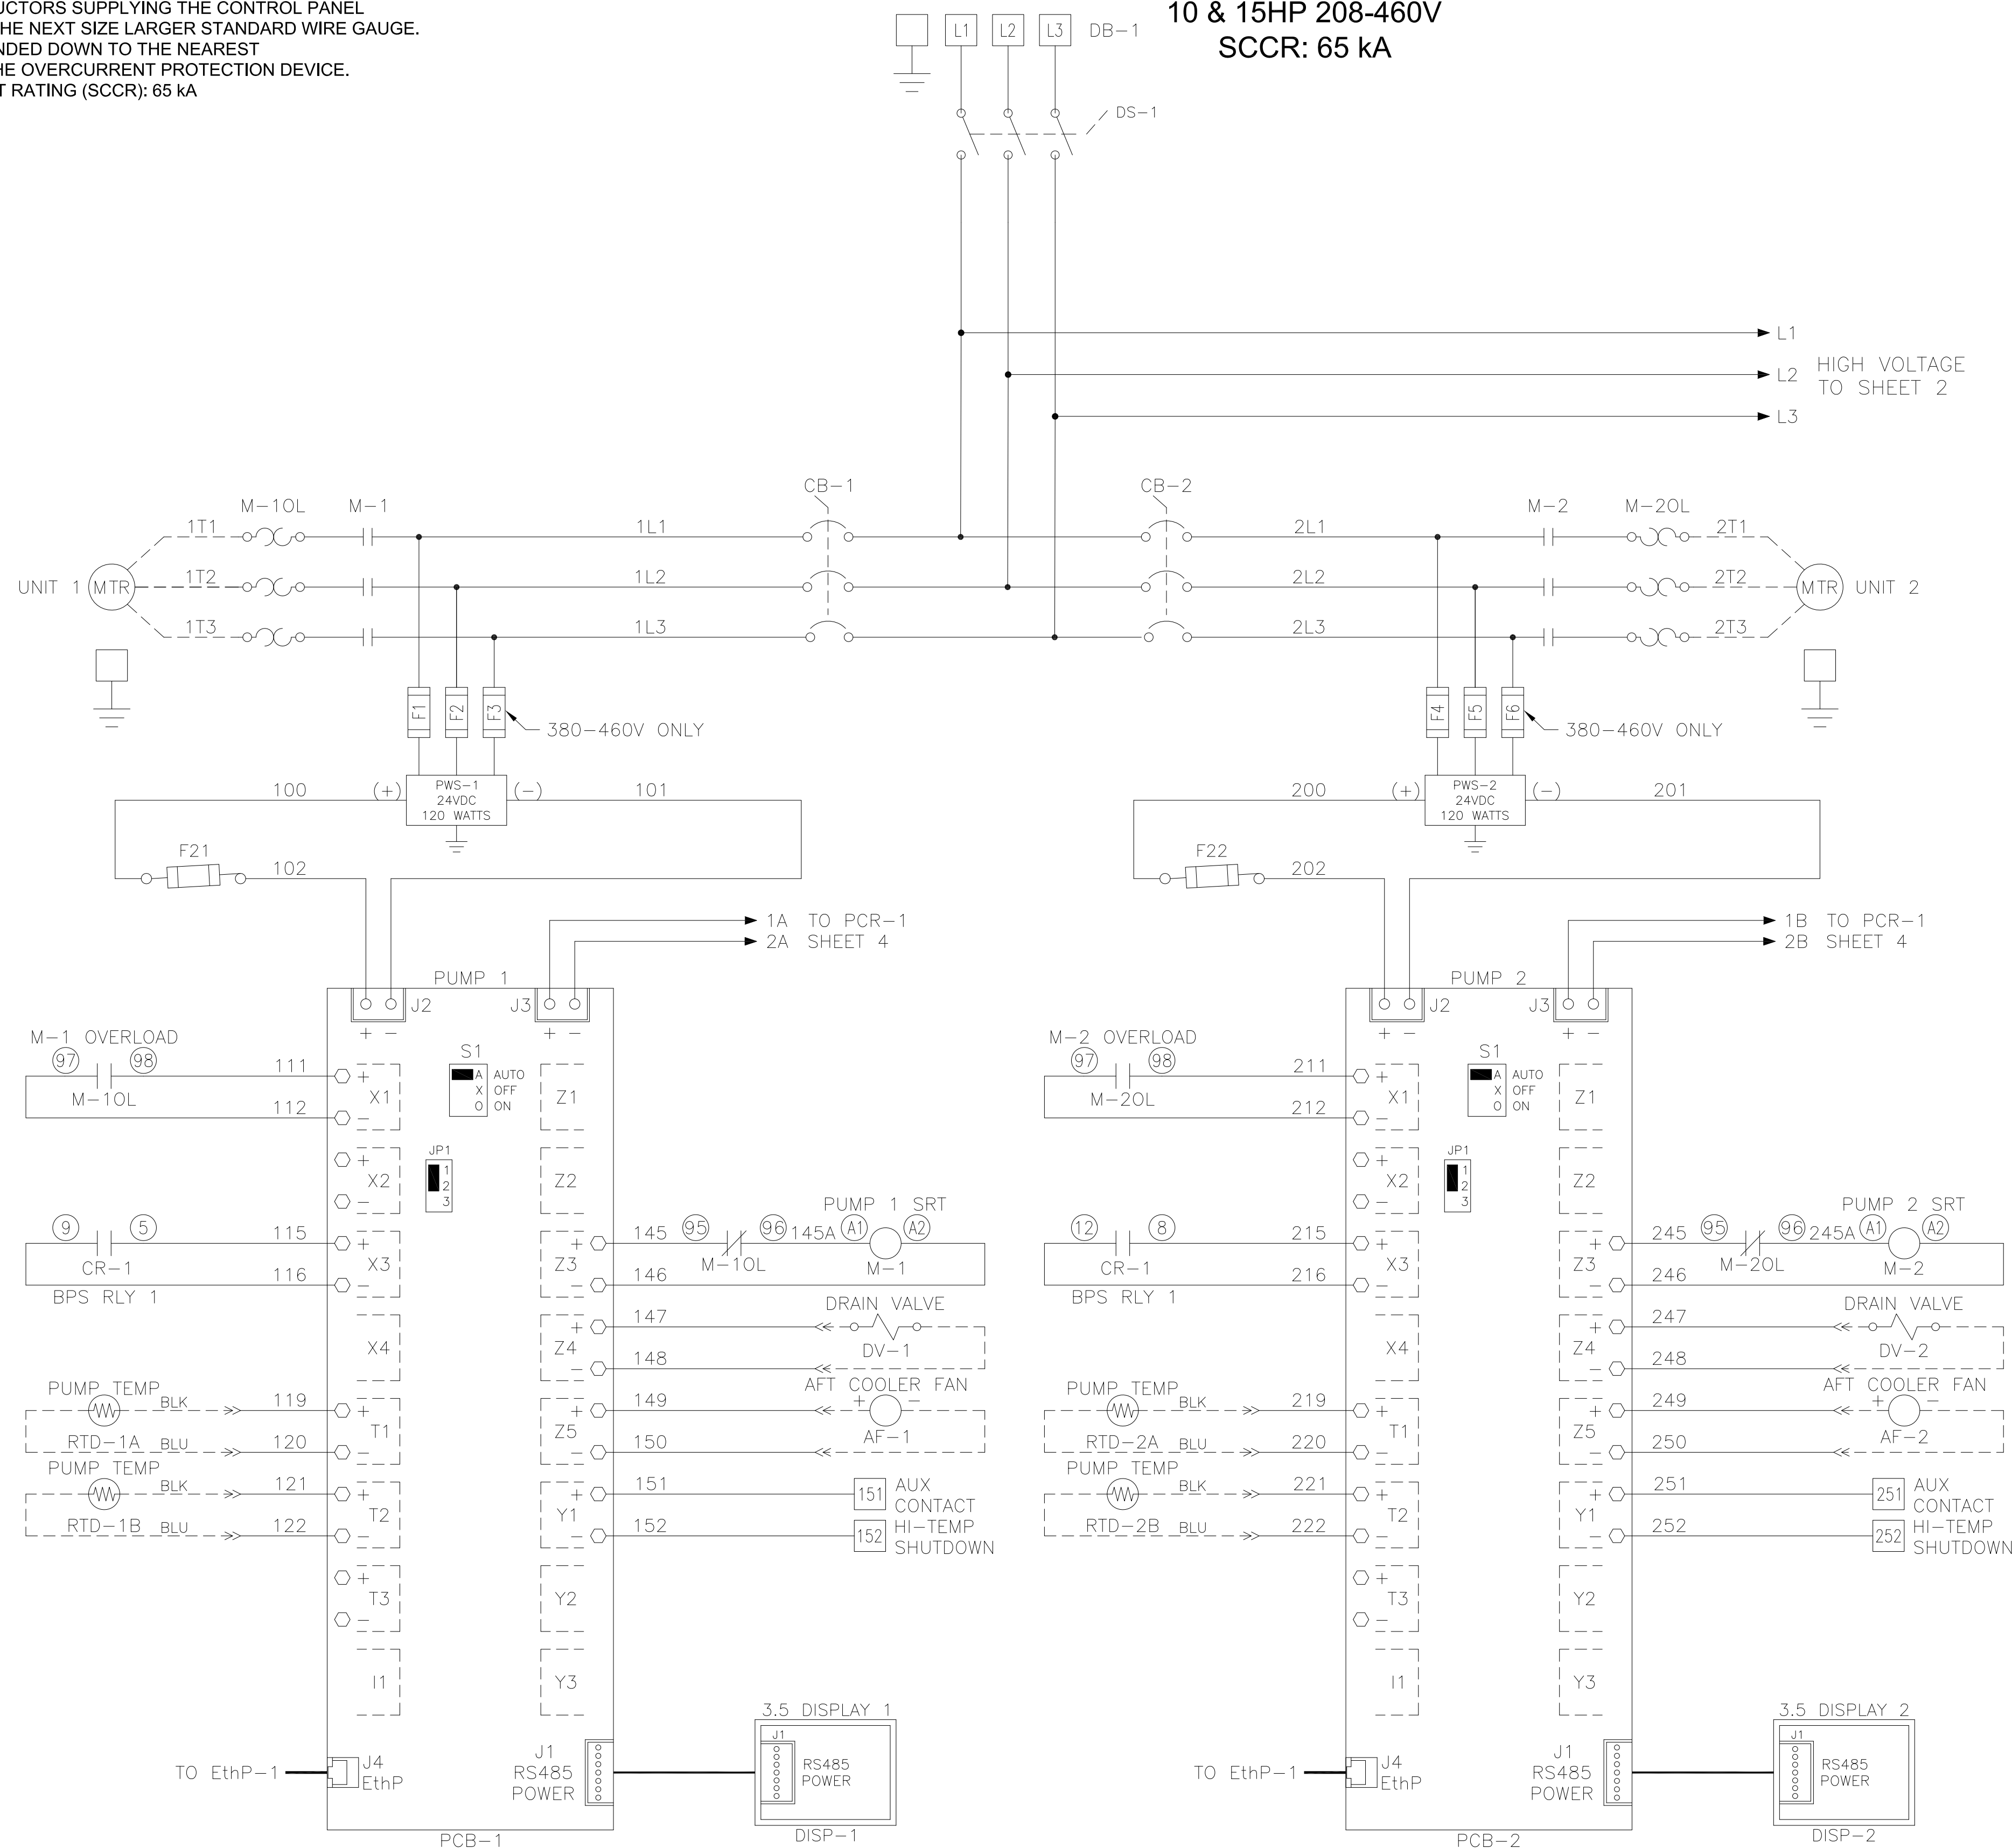 UCTORS SUPPLYING THE CONTROL PANEL
HE NEXT SIZE LARGER STANDARD WIRE GAUGE.
NDED DOWN TO THE NEAREST
HE OVERCURRENT PROTECTION DEVICE.
T RATING (SCCR): 65 kA
10 & 15HP 208-460V
SCCR: 65 kA
L1 L2 L3 DB-1
DS-1
L1
L2
L3
HIGH VOLTAGE
TO SHEET 2
CB-1 CB-2
M-1OL M-1 M-2 M-2OL
1T1 1L1 2L1 2T1
UNIT 1 MTR 1T2 1L2 2L2 2T2 MTR UNIT 2
1T3 1L3 2L3 2T3
F1 F2 F3 380-460V ONLY
F4 F5 F6 380-460V ONLY
100 (+) PWS-1 (-) 101
24VDC
120 WATTS
200 (+) PWS-2 (-) 201
24VDC
120 WATTS
F21 102
F22 202
1A TO PCR-1
2A SHEET 4
1B TO PCR-1
2B SHEET 4
PUMP 1
J2 J3
+ - + -
M-1 OVERLOAD
97 98 111
M-1OL 112
+ X1 -
S1
A AUTO
X OFF
O ON
Z1
+ X2 -
JP1
1
2
3
Z2
9 5 115
CR-1 116
BPS RLY 1
+ X3 -
+ Z3 -
PUMP 1 SRT
145 95 96 145A A1 A2
M-1OL M-1
146
X4
+ Z4 -
147 DRAIN VALVE
148 DV-1
PUMP TEMP
BLK 119
RTD-1A BLU 120
+ T1 -
+ Z5 -
AFT COOLER FAN
149 + -
150 AF-1
PUMP TEMP
BLK 121
RTD-1B BLU 122
+ T2 -
+ Y1 -
151 151 AUX
CONTACT
152 152 HI-TEMP
SHUTDOWN
+ T3 -
Y2
I1
Y3
TO EthP-1 J4
EthP
J1
RS485
POWER
3.5 DISPLAY 1
J1
RS485
POWER
DISP-1
PCB-1
PUMP 2
J2 J3
+ - + -
M-2 OVERLOAD
97 98 211
M-2OL 212
+ X1 -
S1
A AUTO
X OFF
O ON
Z1
+ X2 -
JP1
1
2
3
Z2
12 8 215
CR-1 216
BPS RLY 1
+ X3 -
+ Z3 -
PUMP 2 SRT
245 95 96 245A A1 A2
M-2OL M-2
246
X4
+ Z4 -
247 DRAIN VALVE
248 DV-2
PUMP TEMP
BLK 219
RTD-2A BLU 220
+ T1 -
+ Z5 -
AFT COOLER FAN
249 + -
250 AF-2
PUMP TEMP
BLK 221
RTD-2B BLU 222
+ T2 -
+ Y1 -
251 251 AUX
CONTACT
252 252 HI-TEMP
SHUTDOWN
+ T3 -
Y2
I1
Y3
TO EthP-1 J4
EthP
J1
RS485
POWER
3.5 DISPLAY 2
J1
RS485
POWER
DISP-2
PCB-2